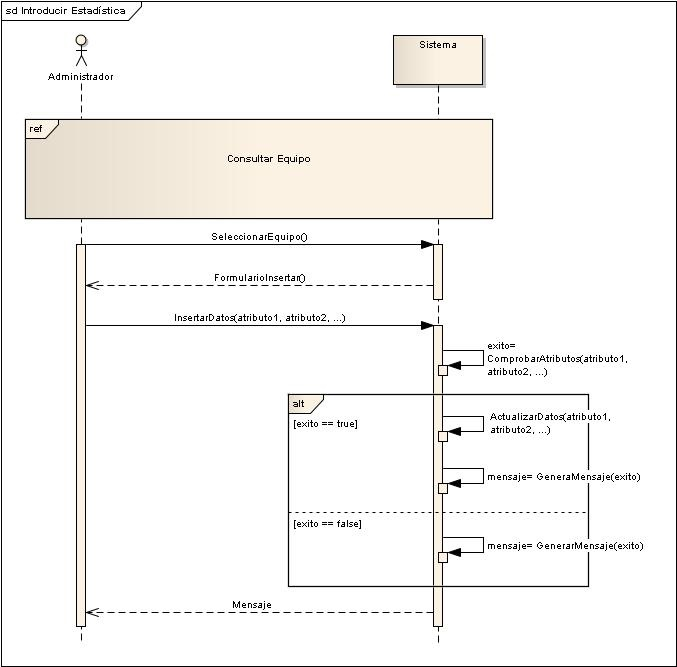 sd Introducir Estadística
Sistema
Administrador
ref
Consultar Equipo
SeleccionarEquipo()
FormularioInsertar()
InsertarDatos(atributo1, atributo2, ...)
exito=
ComprobarAtributos(atributo1,
atributo2, ...)
alt
[exito == true]
ActualizarDatos(atributo1,
atributo2, ...)
mensaje= GeneraMensaje(exito)
[exito == false]
mensaje= GenerarMensaje(exito)
Mensaje